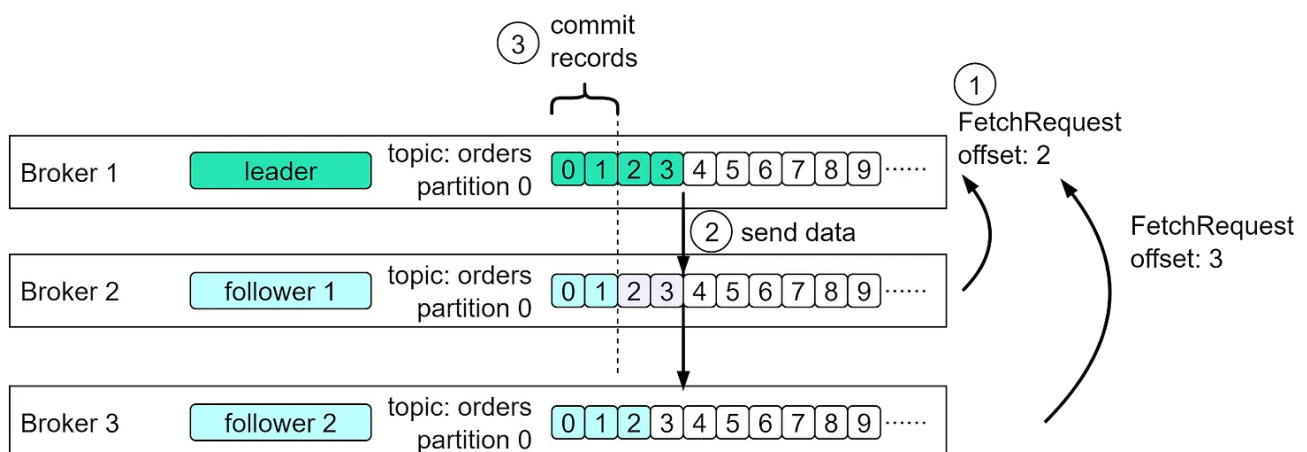 ③ commit
records
①
FetchRequest
offset: 2
Broker 1
leader
topic: orders
partition 0
0 1 2 3 4 5 6 7 8 9 ······
② send data
FetchRequest
offset: 3
Broker 2
follower 1
topic: orders
partition 0
0 1 2 3 4 5 6 7 8 9 ······
Broker 3
follower 2
topic: orders
partition 0
0 1 2 3 4 5 6 7 8 9 ······